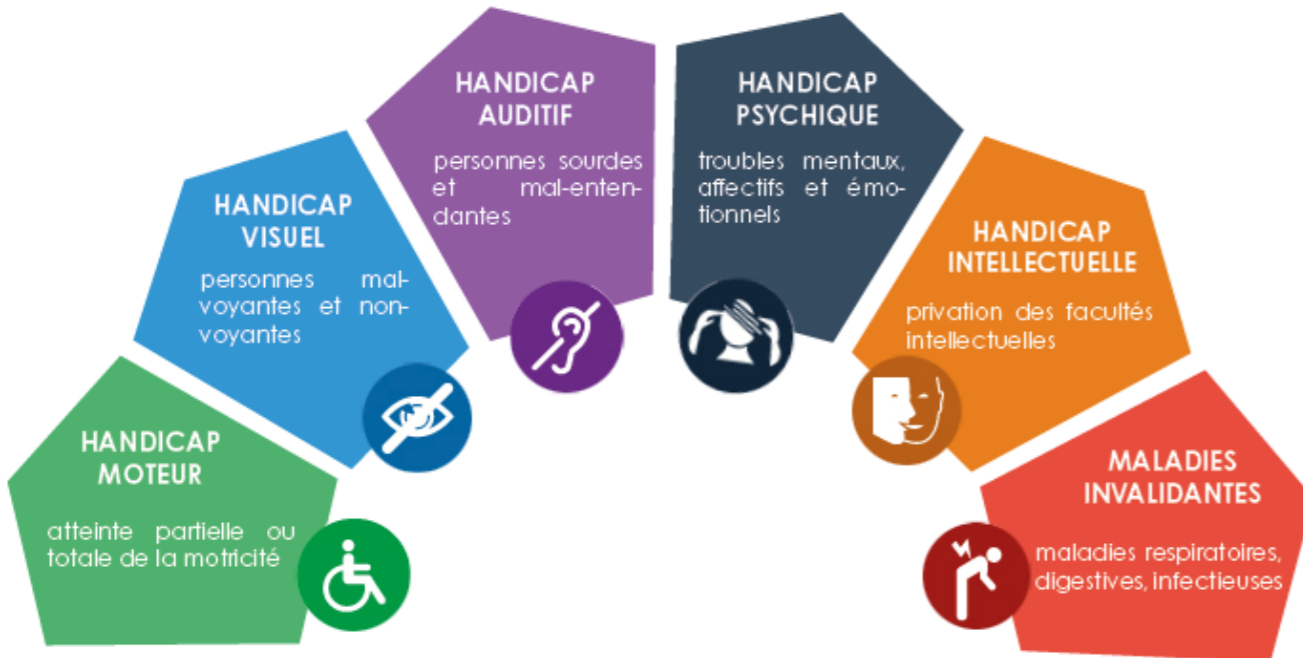 HANDICAP
MOTEUR
atteinte partielle ou
totale de la motricité
HANDICAP
VISUEL
personnes mal-
voyantes et non-
voyantes
HANDICAP
AUDITIF
personnes sourdes
et mal-enten-
dantes
HANDICAP
PSYCHIQUE
troubles mentaux,
affectifs et émo-
tionnels
HANDICAP
INTELLECTUELLE
privation des facultés
intellectuelles
MALADIES
INVALIDANTES
maladies respiratoires,
digestives, infectieuses